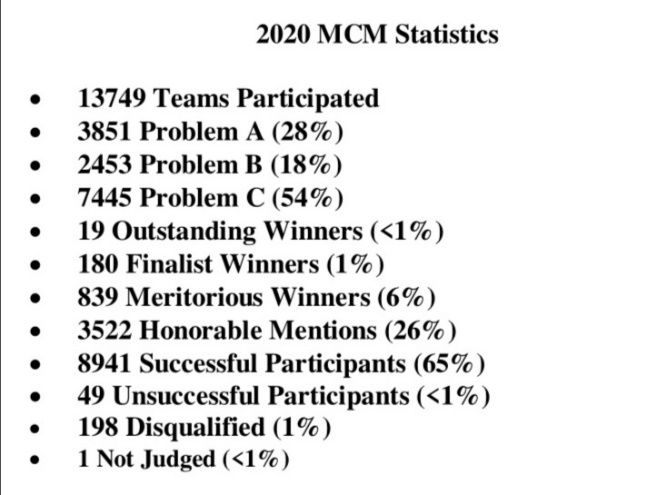 2020 MCM Statistics
• 13749 Teams Participated
• 3851 Problem A (28%)
• 2453 Problem B (18%)
• 7445 Problem C (54%)
• 19 Outstanding Winners (<1%)
• 180 Finalist Winners (1%)
• 839 Meritorious Winners (6%)
• 3522 Honorable Mentions (26%)
• 8941 Successful Participants (65%)
• 49 Unsuccessful Participants (<1%)
• 198 Disqualified (1%)
• 1 Not Judged (<1%)